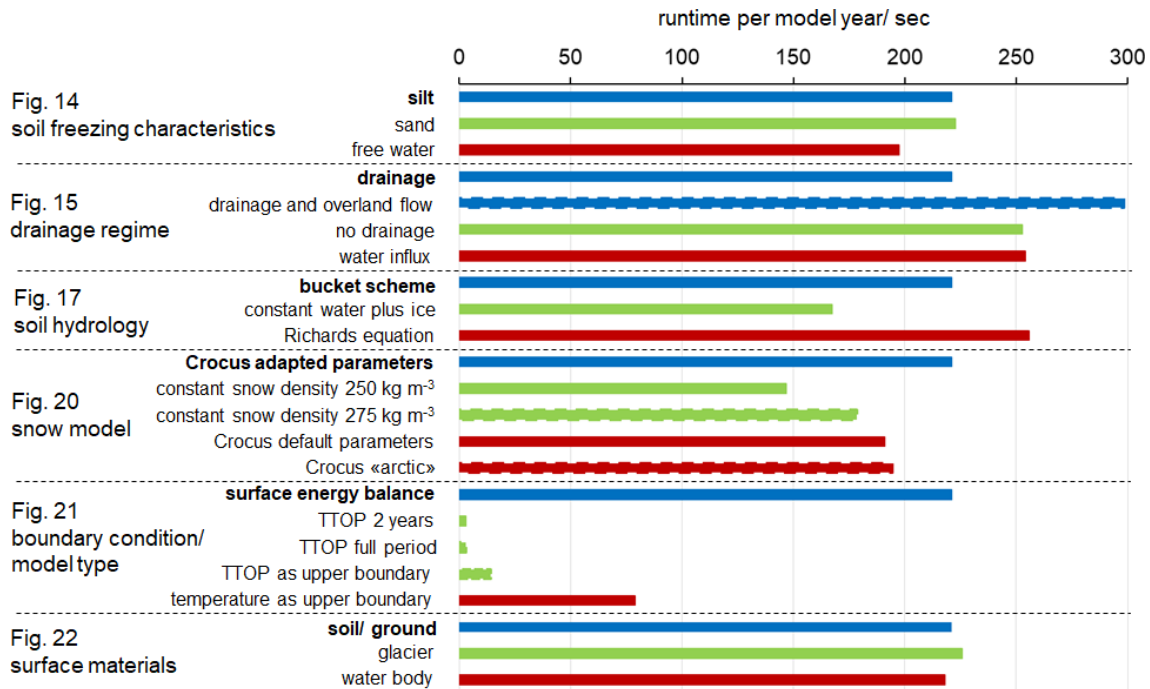 runtime per model year/ sec
0 50 100 150 200 250 300
Fig. 14
soil freezing characteristics
silt
sand
free water
Fig. 15
drainage regime
drainage
drainage and overland flow
no drainage
water influx
Fig. 17
soil hydrology
bucket scheme
constant water plus ice
Richards equation
Fig. 20
snow model
Crocus adapted parameters
constant snow density 250 kg m⁻³
constant snow density 275 kg m⁻³
Crocus default parameters
Crocus «arctic»
Fig. 21
boundary condition/
model type
surface energy balance
TTOP 2 years
TTOP full period
TTOP as upper boundary
temperature as upper boundary
Fig. 22
surface materials
soil/ ground
glacier
water body